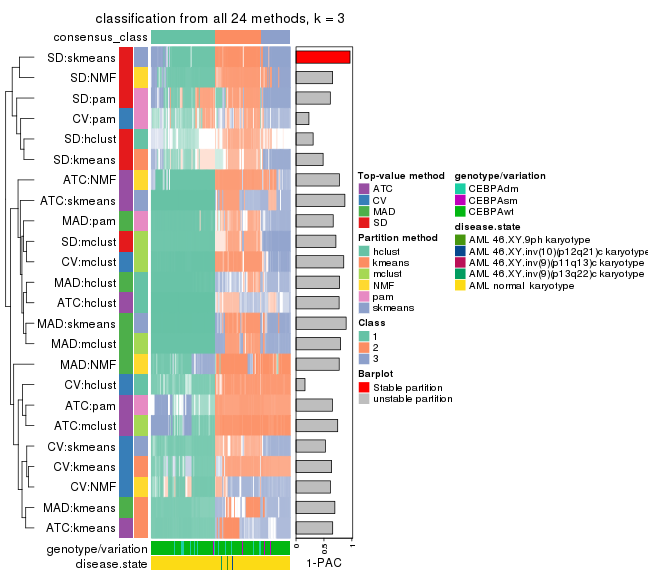 classification from all 24 methods, k = 3
consensus_class
SD:skmeans
SD:NMF
SD:pam
CV:pam
SD:hclust
SD:kmeans
ATC:NMF
ATC:skmeans
MAD:pam
SD:mclust
CV:mclust
MAD:hclust
ATC:hclust
MAD:skmeans
MAD:mclust
MAD:NMF
CV:hclust
ATC:pam
ATC:mclust
CV:skmeans
CV:kmeans
CV:NMF
MAD:kmeans
ATC:kmeans
genotype/variation
disease.state
0
0.5
1
1-PAC
Top-value method
ATC
CV
MAD
SD
Partition method
hclust
kmeans
mclust
NMF
pam
skmeans
Class
1
2
3
Barplot
Stable partition
unstable partition
genotype/variation
CEBPAdm
CEBPAsm
CEBPAwt
disease.state
AML 46.XY.9ph karyotype
AML 46.XY.inv(10)(p12q21)c karyotype
AML 46.XY.inv(9)(p11q13)c karyotype
AML 46.XY.inv(9)(p13q22)c karyotype
AML normal karyotype